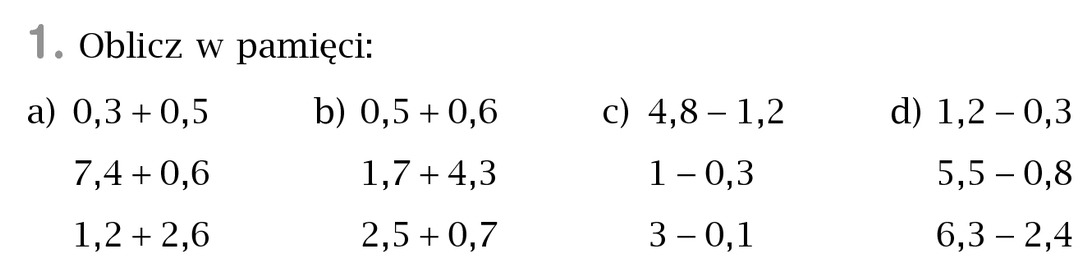 1. Oblicz w pamięci:
a) 0,3 + 0,5 b) 0,5 + 0,6 c) 4,8 – 1,2 d) 1,2 – 0,3
7,4 + 0,6 1,7 + 4,3 1 – 0,3 5,5 – 0,8
1,2 + 2,6 2,5 + 0,7 3 – 0,1 6,3 – 2,4